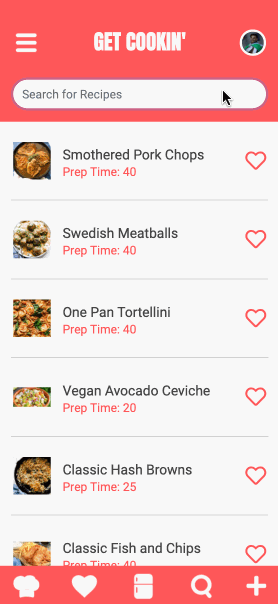 GET COOKIN'
Search for Recipes
Smothered Pork Chops
Prep Time: 40
Swedish Meatballs
Prep Time: 40
One Pan Tortellini
Prep Time: 40
Vegan Avocado Ceviche
Prep Time: 20
Classic Hash Browns
Prep Time: 25
Classic Fish and Chips
Prep Time: 40